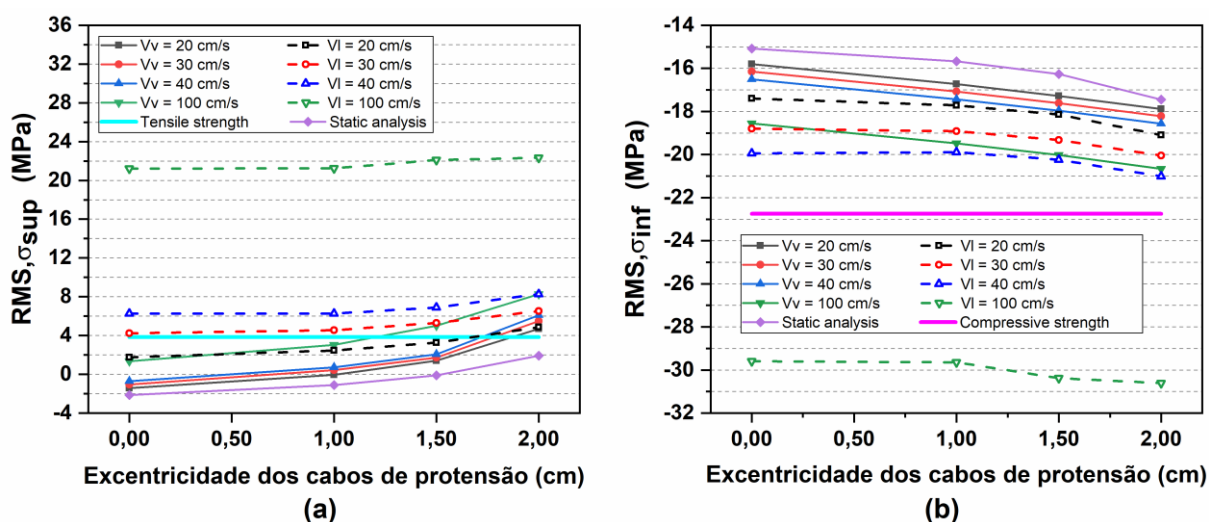 36
32
28
24
20
16
12
8
4
0
-4
RMS,σsup (MPa)
Vv = 20 cm/s
Vl = 20 cm/s
Vv = 30 cm/s
Vl = 30 cm/s
Vv = 40 cm/s
Vl = 40 cm/s
Vv = 100 cm/s
Vl = 100 cm/s
Tensile strength
Static analysis
0,00 0,50 1,00 1,50 2,00
Excentricidade dos cabos de protensão (cm)
(a)
-14
-16
-18
-20
-22
-24
-26
-28
-30
-32
RMS,σinf (MPa)
Vv = 20 cm/s
Vl = 20 cm/s
Vv = 30 cm/s
Vl = 30 cm/s
Vv = 40 cm/s
Vl = 40 cm/s
Vv = 100 cm/s
Vl = 100 cm/s
Static analysis
Compressive strength
0,00 0,50 1,00 1,50 2,00
Excentricidade dos cabos de protensão (cm)
(b)